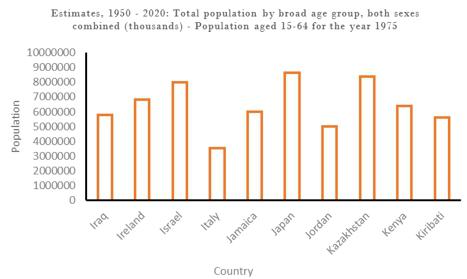 Estimates, 1950 - 2020: Total population by broad age group, both sexes
combined (thousands) - Population aged 15-64 for the year 1975
10000000
9000000
8000000
7000000
6000000
5000000
4000000
3000000
2000000
1000000
0
Population
Iraq
Ireland
Israel
Italy
Jamaica
Japan
Jordan
Kazakhstan
Kenya
Kiribati
Country